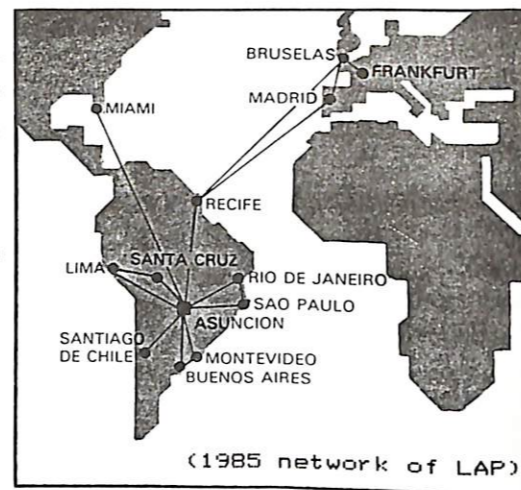 BRUSELAS
FRANKFURT
MADRID
MIAMI
RECIFE
SANTA CRUZ
LIMA
RIO DE JANEIRO
SAO PAULO
ASUNCION
SANTIAGO
DE CHILE
MONTEVIDEO
BUENOS AIRES
(1985 network of LAP)